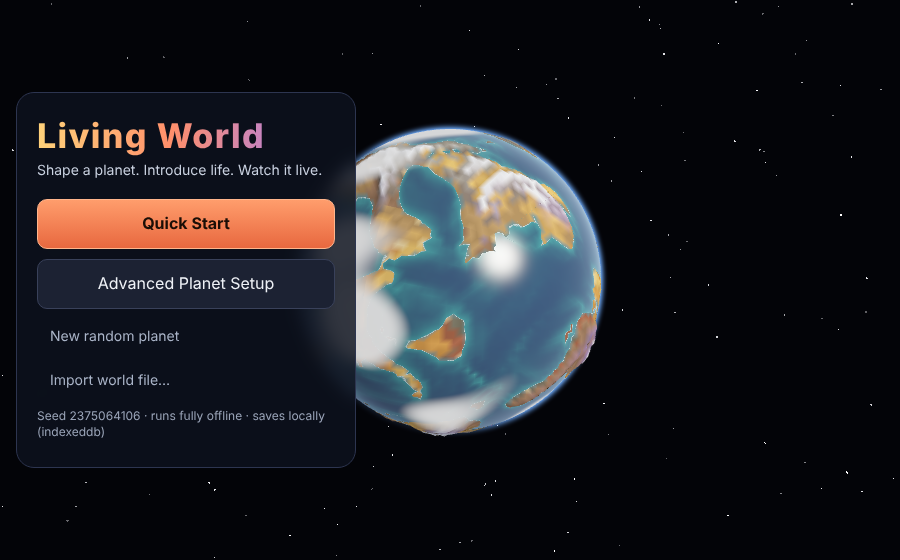 Living World
Shape a planet. Introduce life. Watch it live.
Quick Start
Advanced Planet Setup
New random planet
Import world file...
Seed 2375064106 · runs fully offline · saves locally
(indexeddb)